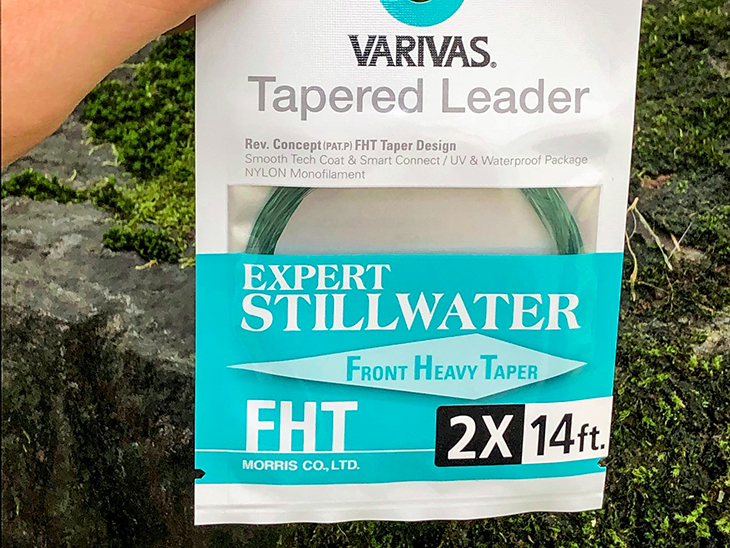 VARIVAS®
Tapered Leader
Rev. Concept (PAT.P) FHT Taper Design
Smooth Tech Coat & Smart Connect / UV & Waterproof Package
NYLON Monofilament
EXPERT
STILLWATER
FRONT HEAVY TAPER
FHT
2X 14ft.
MORRIS CO., LTD.